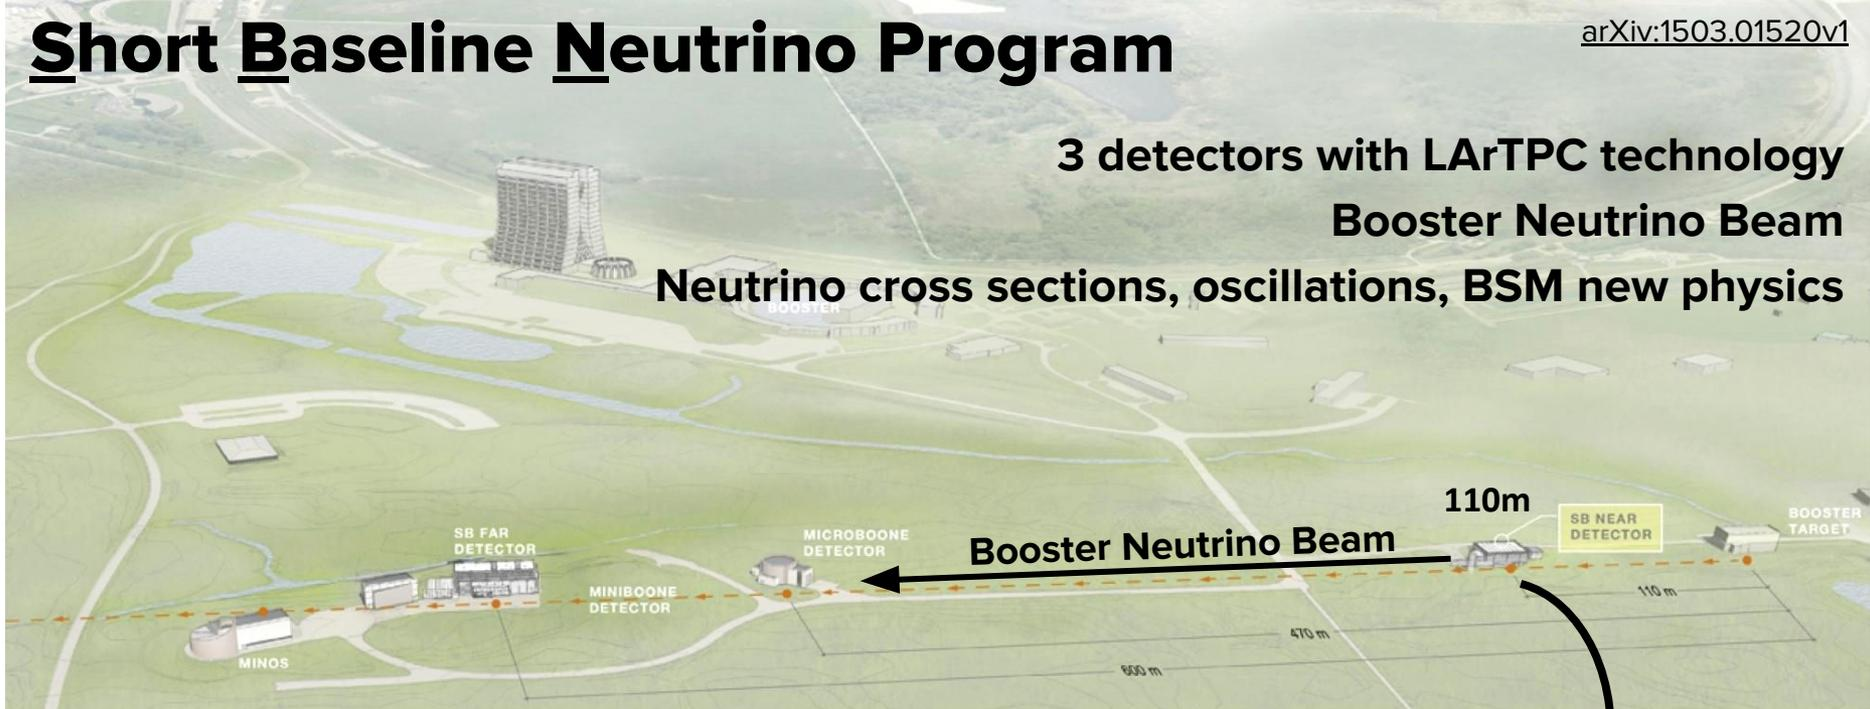 Short Baseline Neutrino Program
arXiv:1503.01520v1
3 detectors with LArTPC technology
Booster Neutrino Beam
Neutrino cross sections, oscillations, BSM new physics
BOOSTER
110m
SB NEAR
DETECTOR
BOOSTER
TARGET
Booster Neutrino Beam
MICROBOONE
DETECTOR
SB FAR
DETECTOR
MINIBOONE
DETECTOR
MINOS
110 m
470 m
600 m